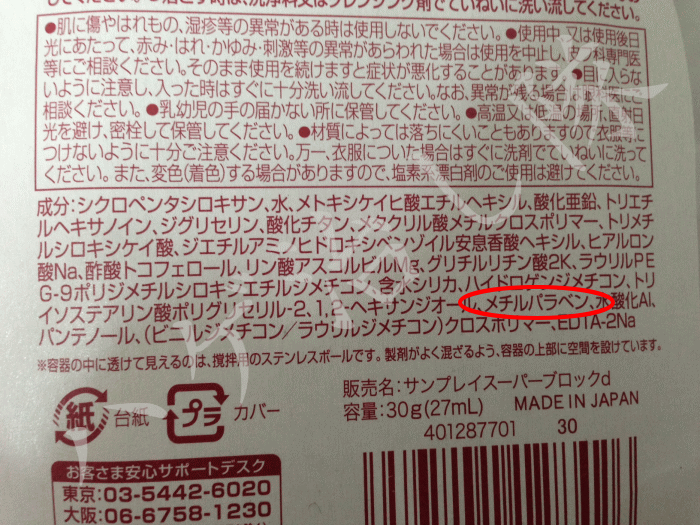 ●肌に傷やはれもの、湿疹等の異常がある時は使用しないでください。●使用中、又は使用後日
光にあたって、赤み・はれ・かゆみ・刺激等の異常があらわれた場合は使用を中止し、皮フ科専門医
等にご相談ください。そのまま使用を続けますと症状が悪化することがあります。●目に入らな
いように注意し、入った時はすぐに十分洗い流してください。なお、異常が残る場合は眼科医にご
相談ください。●乳幼児の手の届かない所に保管してください。●高温又は低温の場所、直射日
光を避け、密栓して保管してください。●材質によっては落ちにくいこともありますので衣服等に
つけないように十分ご注意ください。万一、衣服についた場合はすぐに洗剤でていねいに洗って
ください。また、変色(着色)する場合がありますので、塩素系漂白剤のご使用は避けてください。
成分:シクロペンタシロキサン、水、メトキシケイヒ酸エチルヘキシル、酸化亜鉛、トリエチ
ルヘキサノイン、ジグリセリン、酸化チタン、メタクリル酸メチルクロスポリマー、トリメチ
ルシロキシケイ酸、ジエチルアミノヒドロキシベンゾイル安息香酸ヘキシル、ヒアルロン
酸Na、酢酸トコフェロール、リン酸アスコルビルMg、グリチルリチン酸2K、ラウリルPE
G-9ポリジメチルシロキシエチルジメチコン、含水シリカ、ハイドロゲンジメチコン、トリ
イソステアリン酸ポリグリセリル-2、1,2-ヘキサンジオール、メチルパラベン、水酸化Al、
パンテノール、(ビニルジメチコン/ラウリルジメチコン)クロスポリマー、EDTA-2Na
※容器の中に透けて見えるのは、撹拌用のステンレスボールです。製剤がよく混ざるよう、容器の上部に空間を設けています。
紙 台紙 プラ カバー
販売名:サンプレイスーパーブロックd
容量:30g(27mL) MADE IN JAPAN
401287701 30
お客さま安心サポートデスク
東京:03-5442-6020
大阪:06-6758-1230